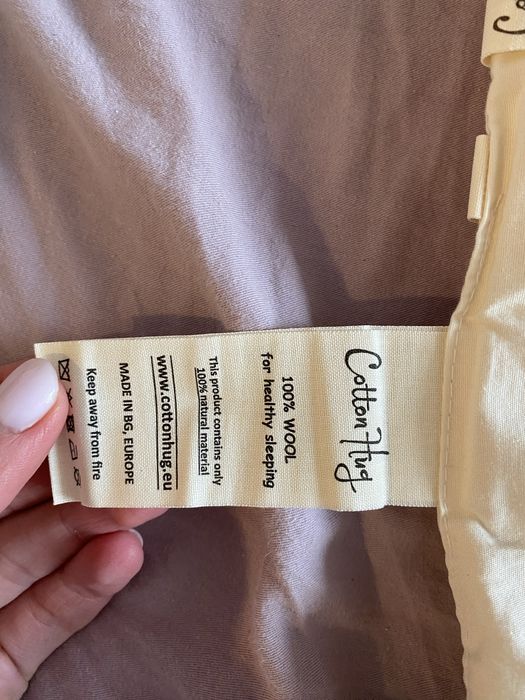 Cotton Hug
100% WOOL
for healthy sleeping
This product contains only
100% natural material
www.cottonhug.eu
MADE IN BG, EUROPE
Keep away from fire